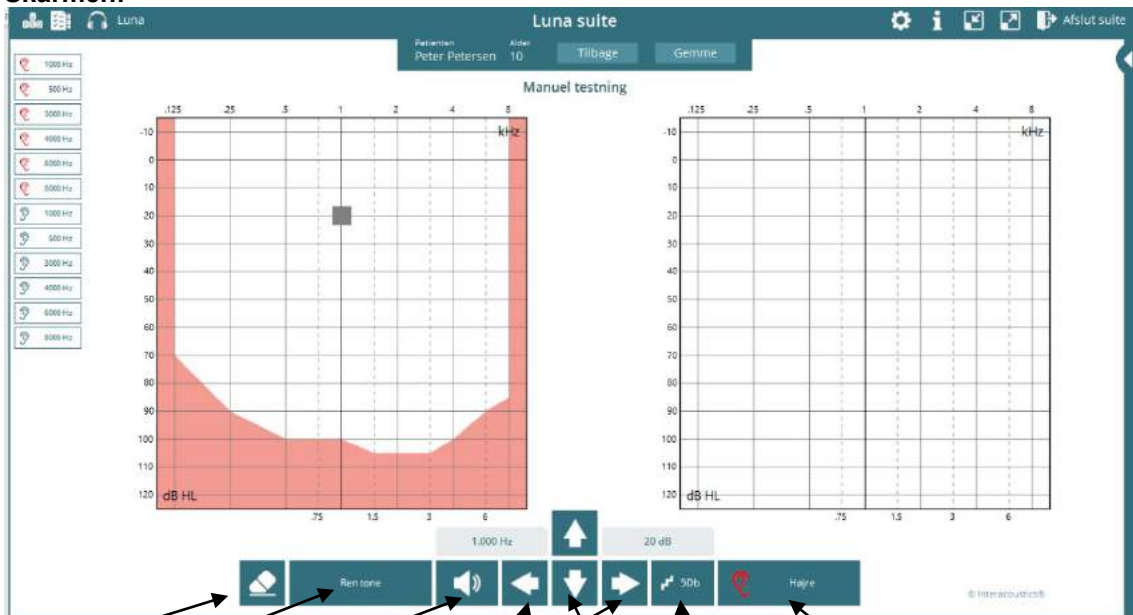 Luna
Luna suite
Afslut suite
Patienten
Alder
Peter Petersen
10
Tilbage
Gemme
Manuel testning
1000 Hz
500 Hz
3000 Hz
4000 Hz
6000 Hz
8000 Hz
1000 Hz
500 Hz
3000 Hz
4000 Hz
6000 Hz
8000 Hz
.125 .25 .5 1 2 4 8
kHz
-10
0
10
20
30
40
50
60
70
80
90
100
110
120
dB HL
.75 1.5 3 6
.125 .25 .5 1 2 4 8
kHz
-10
0
10
20
30
40
50
60
70
80
90
100
110
120
dB HL
.75 1.5 3 6
1.000 Hz
20 dB
Ren tone
5Db
Højre
© Interacoustics®